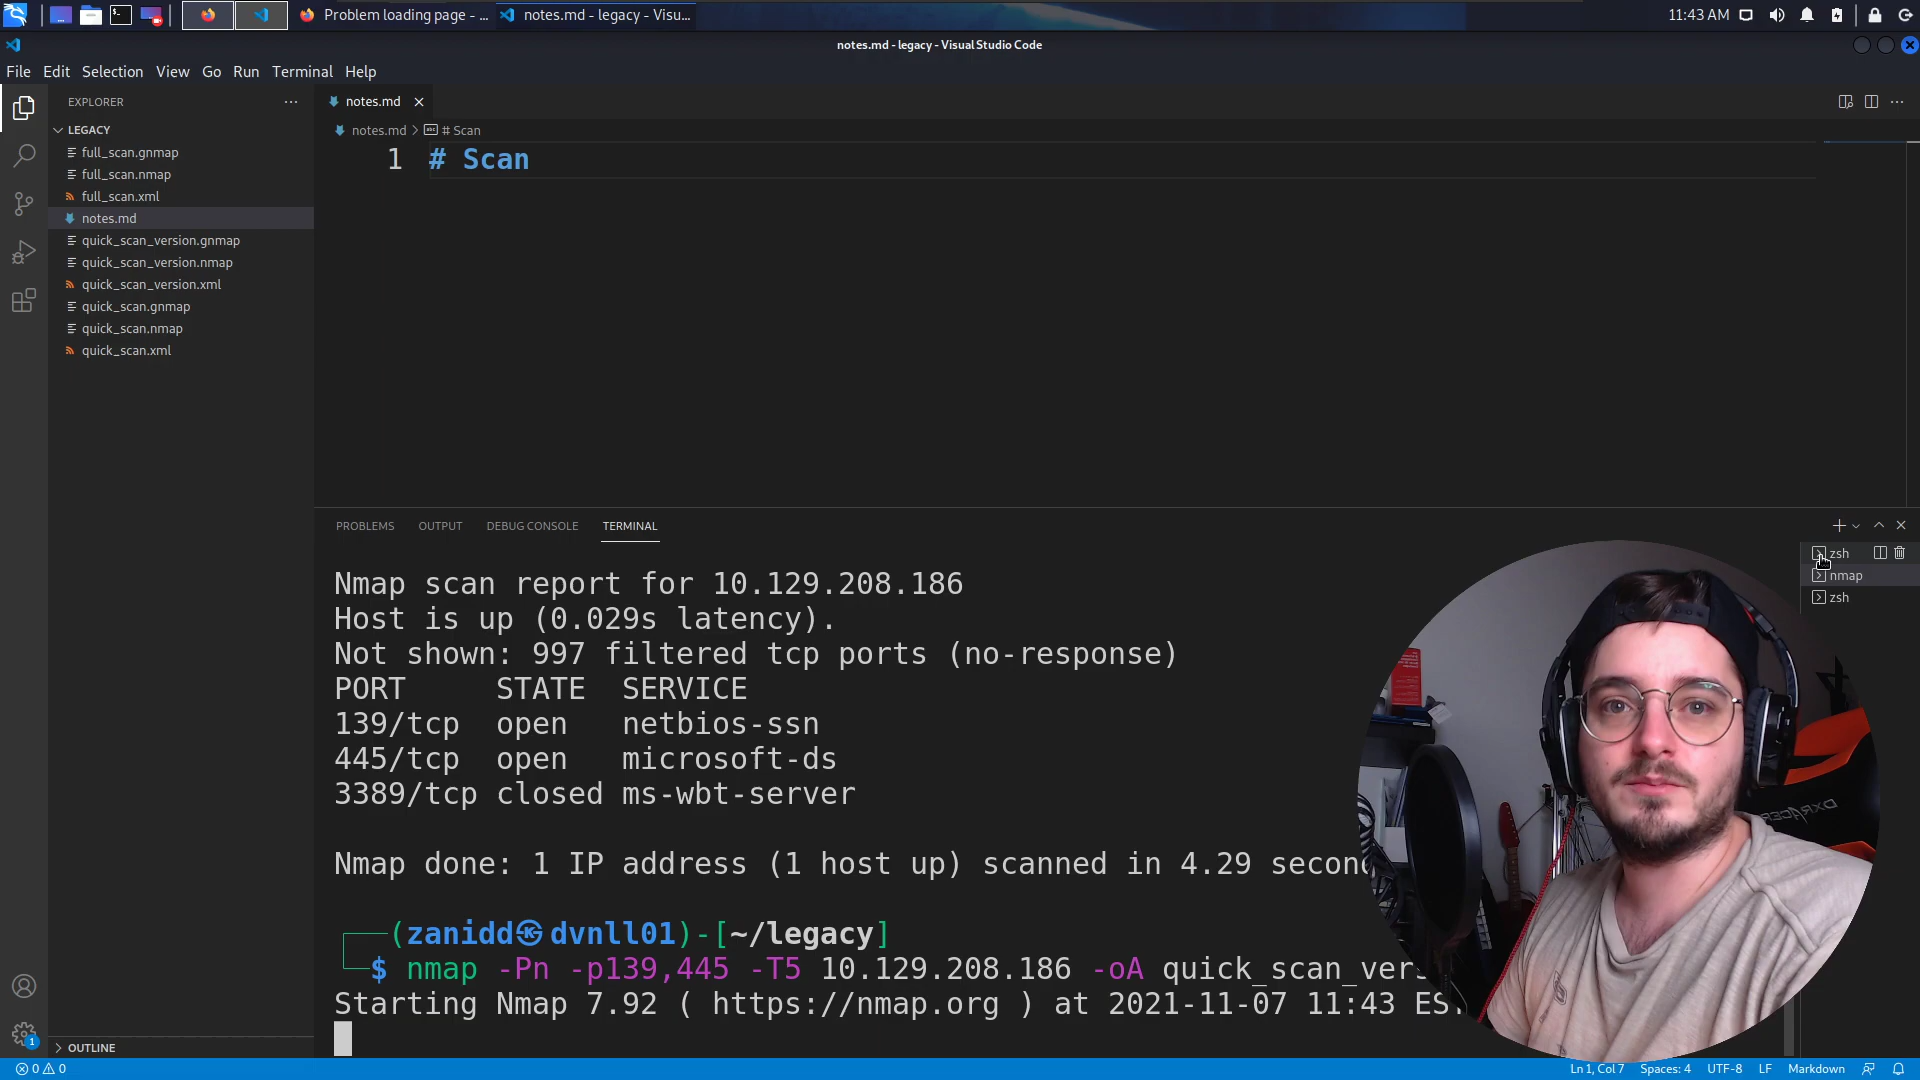 Problem loading page - ...
notes.md - legacy - Visu...
11:43 AM
notes.md - legacy - Visual Studio Code
File Edit Selection View Go Run Terminal Help
EXPLORER
LEGACY
full_scan.gnmap
full_scan.nmap
full_scan.xml
notes.md
quick_scan_version.gnmap
quick_scan_version.nmap
quick_scan_version.xml
quick_scan.gnmap
quick_scan.nmap
quick_scan.xml
OUTLINE
notes.md
notes.md > # Scan
1 # Scan
PROBLEMS OUTPUT DEBUG CONSOLE TERMINAL
zsh
nmap
zsh
Nmap scan report for 10.129.208.186
Host is up (0.029s latency).
Not shown: 997 filtered tcp ports (no-response)
PORT STATE SERVICE
139/tcp open netbios-ssn
445/tcp open microsoft-ds
3389/tcp closed ms-wbt-server
Nmap done: 1 IP address (1 host up) scanned in 4.29 secon
(zanidd㉿dvnll01)-[~/legacy]
$ nmap -Pn -p139,445 -T5 10.129.208.186 -oA quick_scan_ver
Starting Nmap 7.92 ( https://nmap.org ) at 2021-11-07 11:43 ES
DXRACER
1
0 0
Ln 1, Col 7 Spaces: 4 UTF-8 LF Markdown